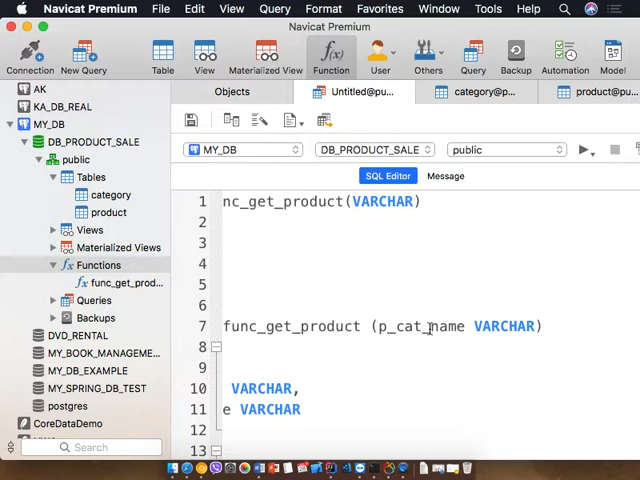 Navicat Premium File Edit View Query Format Favorites Window Tools Help
Navicat Premium
Connection New Query Table View Materialized View Function User Others Query Backup Automation Model
Objects Untitled@pu... category@p... product@pu...
MY_DB DB_PRODUCT_SALE public
SQL Editor Message
AK
KA_DB_REAL
MY_DB
DB_PRODUCT_SALE
public
Tables
category
product
Views
Materialized Views
Functions
func_get_prod...
Queries
Backups
DVD_RENTAL
MY_BOOK_MANAGEME...
MY_DB_EXAMPLE
MY_SPRING_DB_TEST
postgres
CoreDataDemo
Search
1 nc_get_product(VARCHAR)
2
3
4
5
6
7 func_get_product (p_cat_name VARCHAR)
8
9
10 VARCHAR,
11 e VARCHAR
12
13